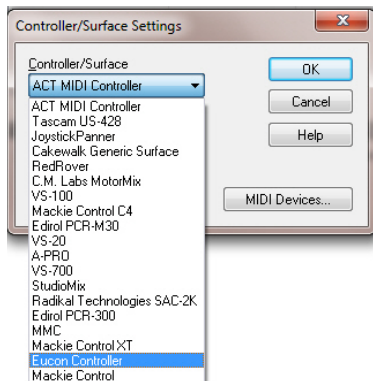 Controller/Surface Settings
Controller/Surface
ACT MIDI Controller
OK
Cancel
Help
MIDI Devices...
ACT MIDI Controller
Tascam US-428
JoystickPanner
Cakewalk Generic Surface
RedRover
C.M. Labs MotorMix
VS-100
Mackie Control C4
Edirol PCR-M30
VS-20
A-PRO
VS-700
StudioMix
Radikal Technologies SAC-2K
Edirol PCR-300
MMC
Mackie Control XT
Eucon Controller
Mackie Control